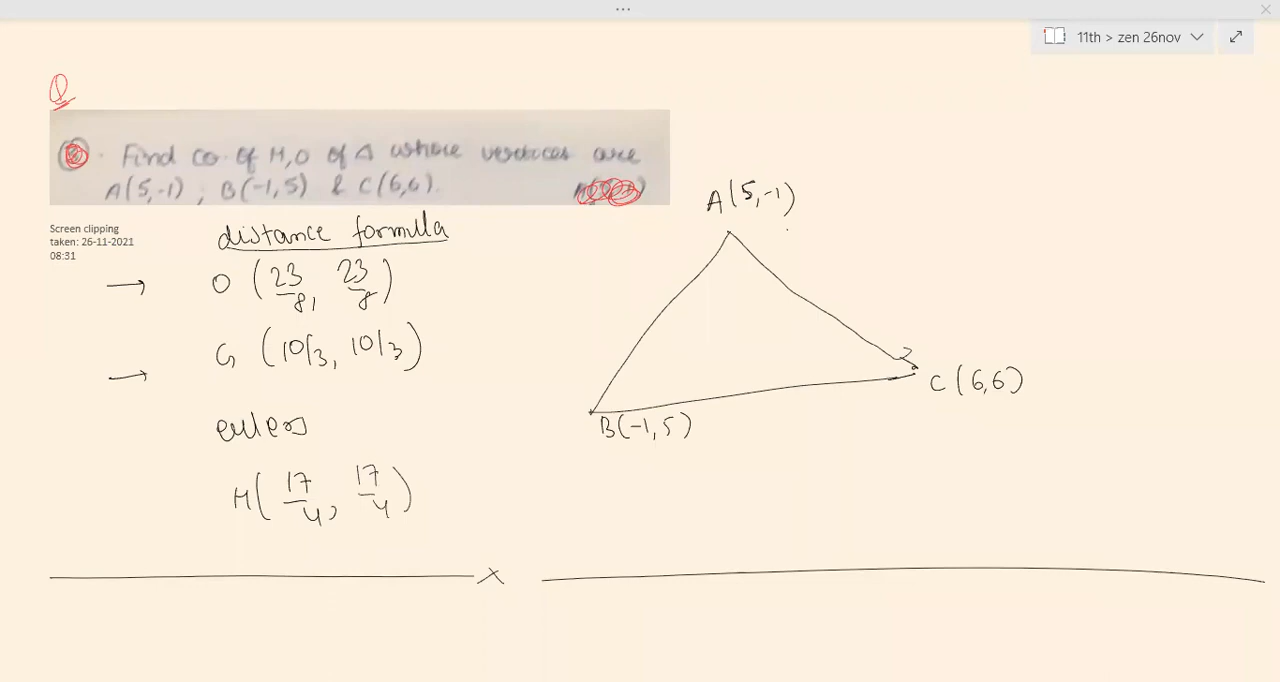 11th > zen 26nov
Q
Find co. of H, O of Δ whose vertices are
A(5,-1) ; B(-1,5) & C(6,6).
Screen clipping
taken: 26-11-2021
08:31
distance formula
→ O (23/8, 23/8)
G (10/3, 10/3)
→
eulers
H(17/4, 17/4)
A(5,-1)
B(-1,5)
C(6,6)
x